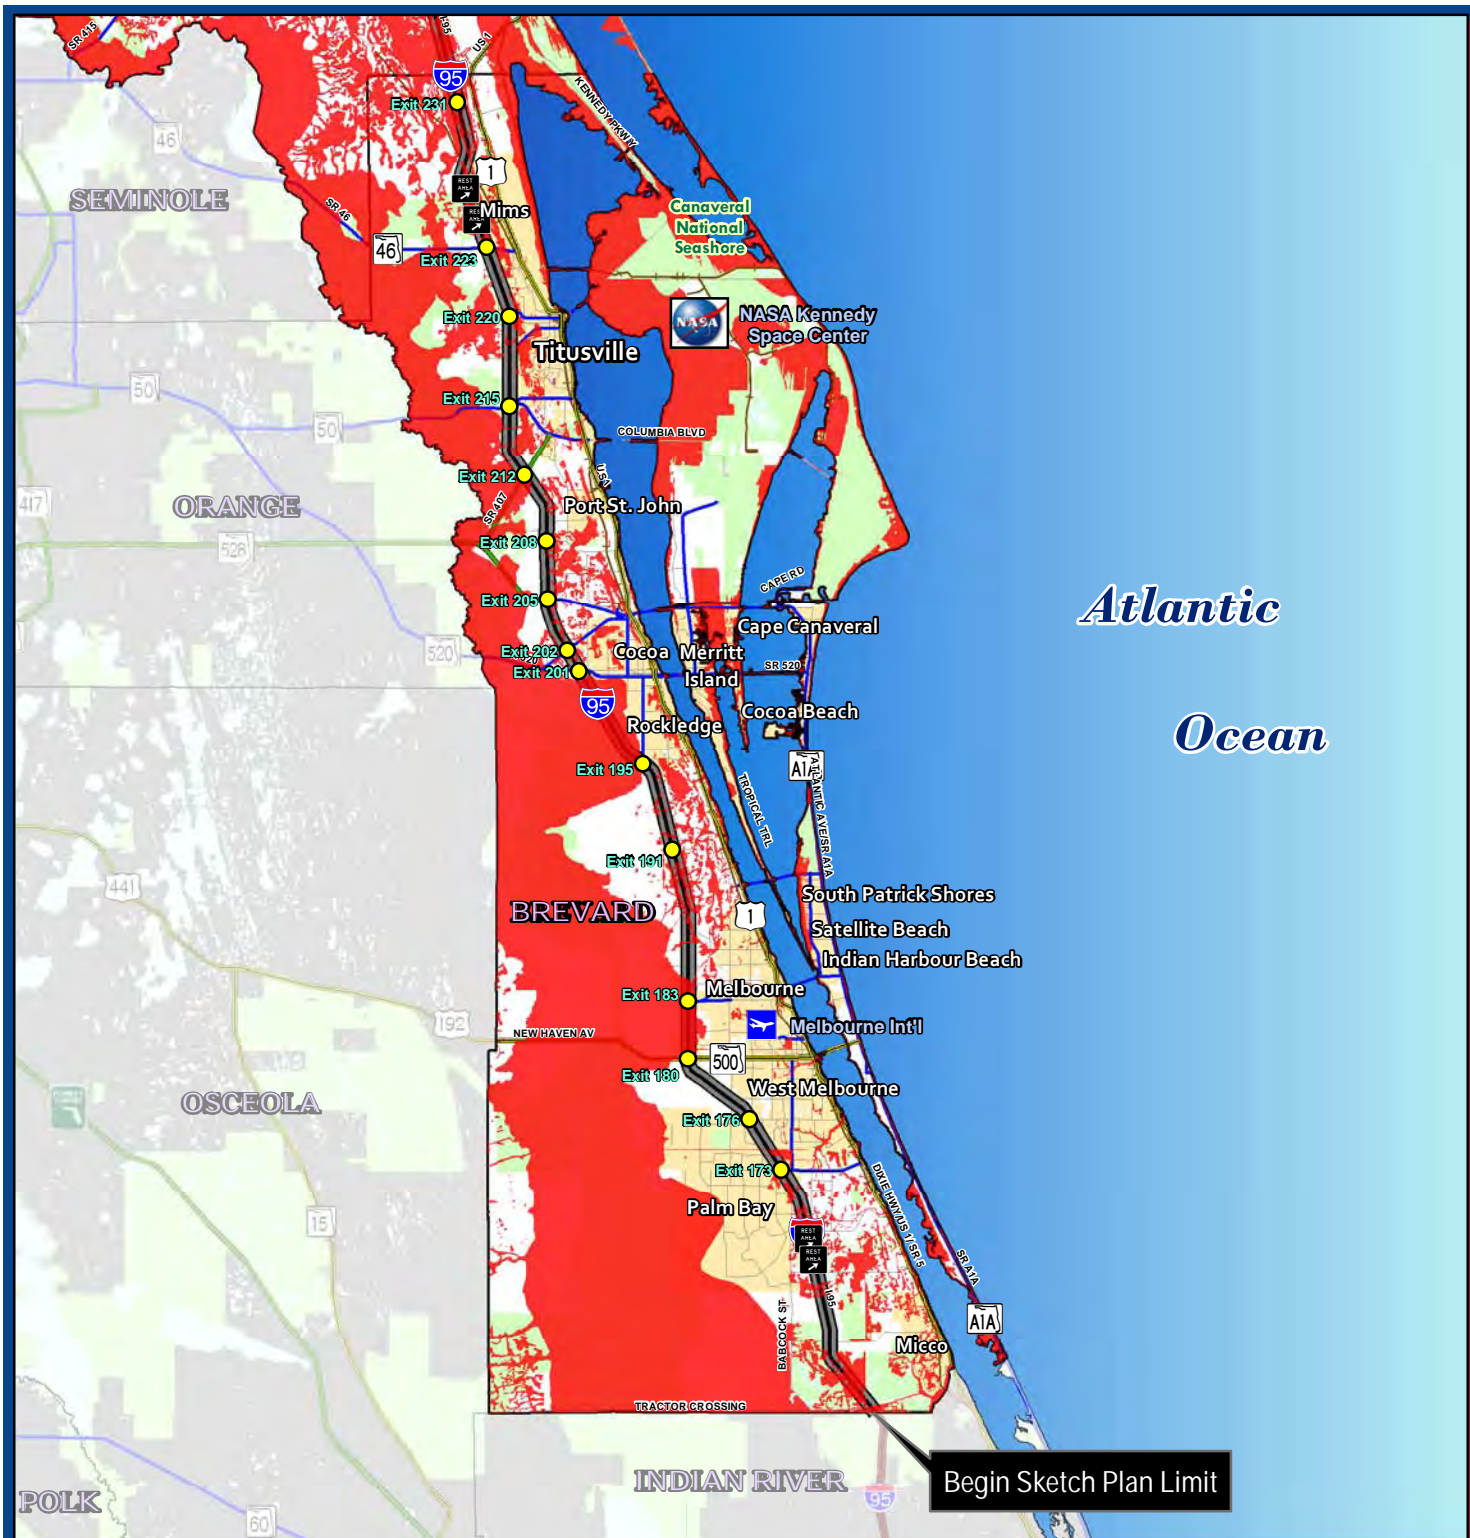 SR 415
I-95
US 1
95
Exit 231
KENNEDY PKWY
46
1
REST AREA
SEMINOLE
Mims
SR 46
Canaveral
National
Seashore
46
Exit 223
NASA
NASA Kennedy
Space Center
Exit 220
Titusville
50
Exit 215
50
COLUMBIA BLVD
Exit 212
US 1
417
ORANGE
SR 407
Port St. John
528
Exit 208
CAPE RD
Exit 205
Atlantic
Cape Canaveral
520
Exit 202
Cocoa
Merritt
Island
SR 520
Exit 201
95
Cocoa Beach
Rockledge
Ocean
Exit 195
A1A
TROPICAL TRL
ATLANTIC AVE/SR A1A
Exit 191
441
South Patrick Shores
BREVARD
1
Satellite Beach
Indian Harbour Beach
Exit 183
Melbourne
192
NEW HAVEN AV
Melbourne Int'l
500
Exit 180
West Melbourne
OSCEOLA
Exit 176
Exit 173
Palm Bay
DIXIE HWY/US 1/SR 5
15
REST AREA
REST AREA
SR A1A
I-95
A1A
BABCOCK ST
Micco
TRACTOR CROSSING
Begin Sketch Plan Limit
INDIAN RIVER
95
POLK
60